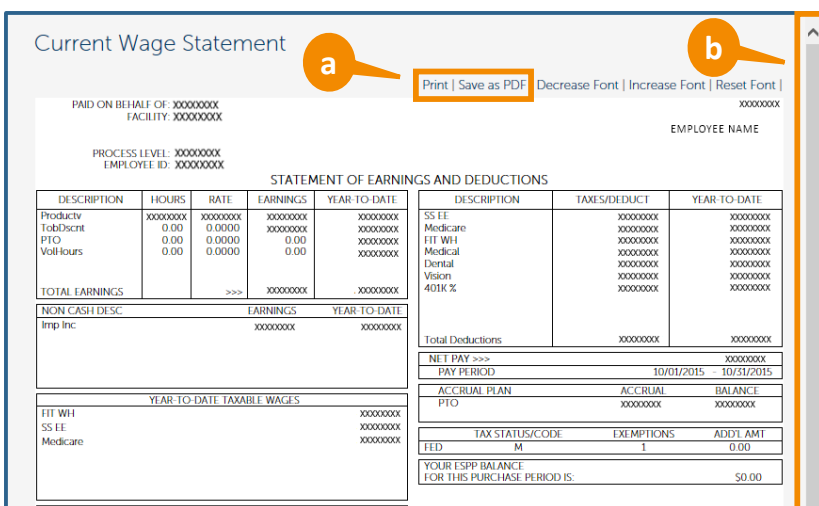 Current Wage Statement
a
b
Print | Save as PDF | Decrease Font | Increase Font | Reset Font |
PAID ON BEHALF OF: XXXXXXXX
FACILITY: XXXXXXXX
XXXXXXXX
EMPLOYEE NAME
PROCESS LEVEL: XXXXXXXX
EMPLOYEE ID: XXXXXXXX
STATEMENT OF EARNINGS AND DEDUCTIONS
DESCRIPTION HOURS RATE EARNINGS YEAR-TO-DATE
Productv XXXXXXXX XXXXXXXX XXXXXXXX XXXXXXXX
TobDscnt 0.00 0.0000 XXXXXXXX XXXXXXXX
PTO 0.00 0.0000 0.00 XXXXXXXX
VolHours 0.00 0.0000 0.00 XXXXXXXX
TOTAL EARNINGS >>> XXXXXXXX . XXXXXXXX
NON CASH DESC EARNINGS YEAR-TO-DATE
Imp Inc XXXXXXXX XXXXXXXX
YEAR-TO-DATE TAXABLE WAGES
FIT WH XXXXXXXX
SS EE XXXXXXXX
Medicare XXXXXXXX
DESCRIPTION TAXES/DEDUCT YEAR-TO-DATE
SS EE XXXXXXXX XXXXXXXX
Medicare XXXXXXXX XXXXXXXX
FIT WH XXXXXXXX XXXXXXXX
Medical XXXXXXXX XXXXXXXX
Dental XXXXXXXX XXXXXXXX
Vision XXXXXXXX XXXXXXXX
401K % XXXXXXXX XXXXXXXX
Total Deductions XXXXXXXX XXXXXXXX
NET PAY >>> XXXXXXXX
PAY PERIOD 10/01/2015 - 10/31/2015
ACCRUAL PLAN ACCRUAL BALANCE
PTO XXXXXXXX XXXXXXXX
TAX STATUS/CODE EXEMPTIONS ADD'L AMT
FED M 1 0.00
YOUR ESPP BALANCE
FOR THIS PURCHASE PERIOD IS: $0.00